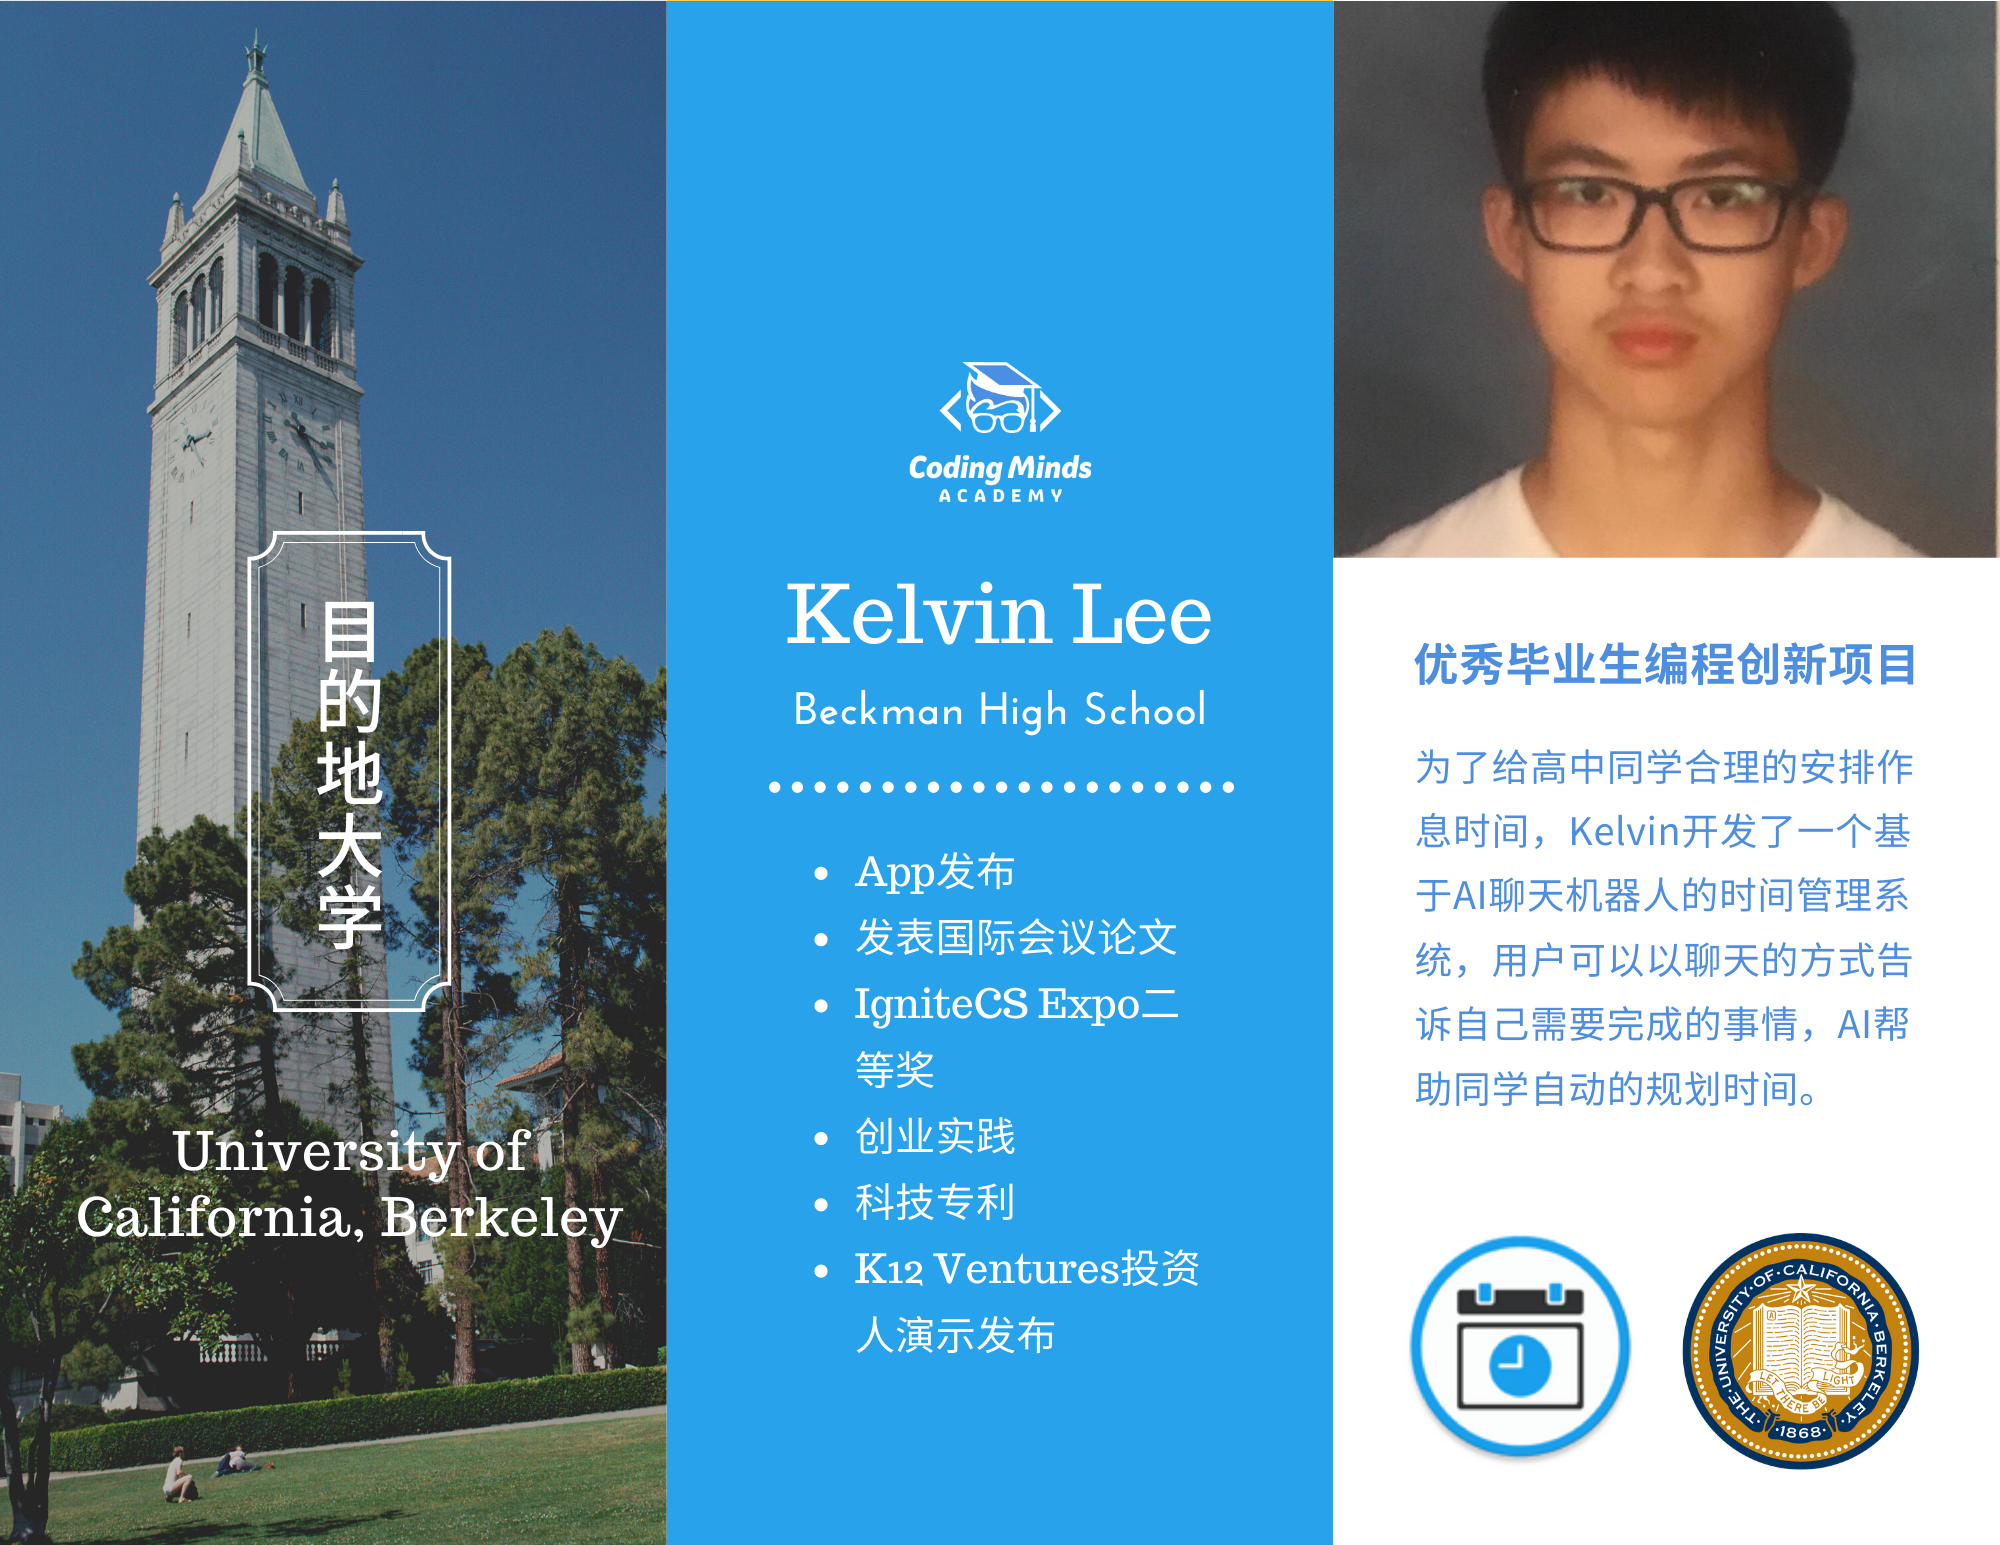 目的地大学
University of
California, Berkeley
Coding Minds
ACADEMY
Kelvin Lee
Beckman High School
App发布
发表国际会议论文
IgniteCS Expo二
等奖
创业实践
科技专利
K12 Ventures投资
人演示发布
优秀毕业生编程创新项目
为了给高中同学合理的安排作
息时间，Kelvin开发了一个基
于AI聊天机器人的时间管理系
统，用户可以以聊天的方式告
诉自己需要完成的事情，AI帮
助同学自动的规划时间。
THE·UNIVERSITY·OF·CALIFORNIA·BERKELEY
LET THERE BE LIGHT
·1868·